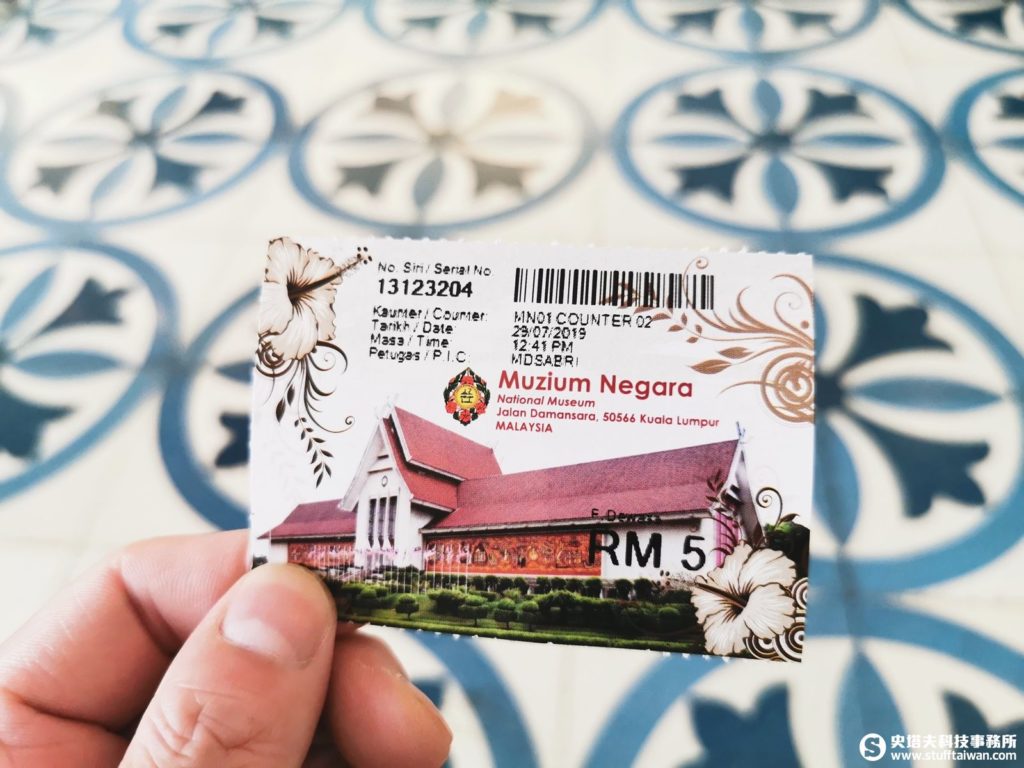 No. Siri / Serial No.
13123204
Kaunter / Counter: MN01 COUNTER 02
Tarikh / Date 29/07/2019
Masa / Time: 12:41 PM
Petugas / P.I.C. MDSABRI
Muzium Negara
National Museum
Jalan Damansara, 50566 Kuala Lumpur
MALAYSIA
RM 5
史塔夫科技事務所
www.stufftaiwan.com